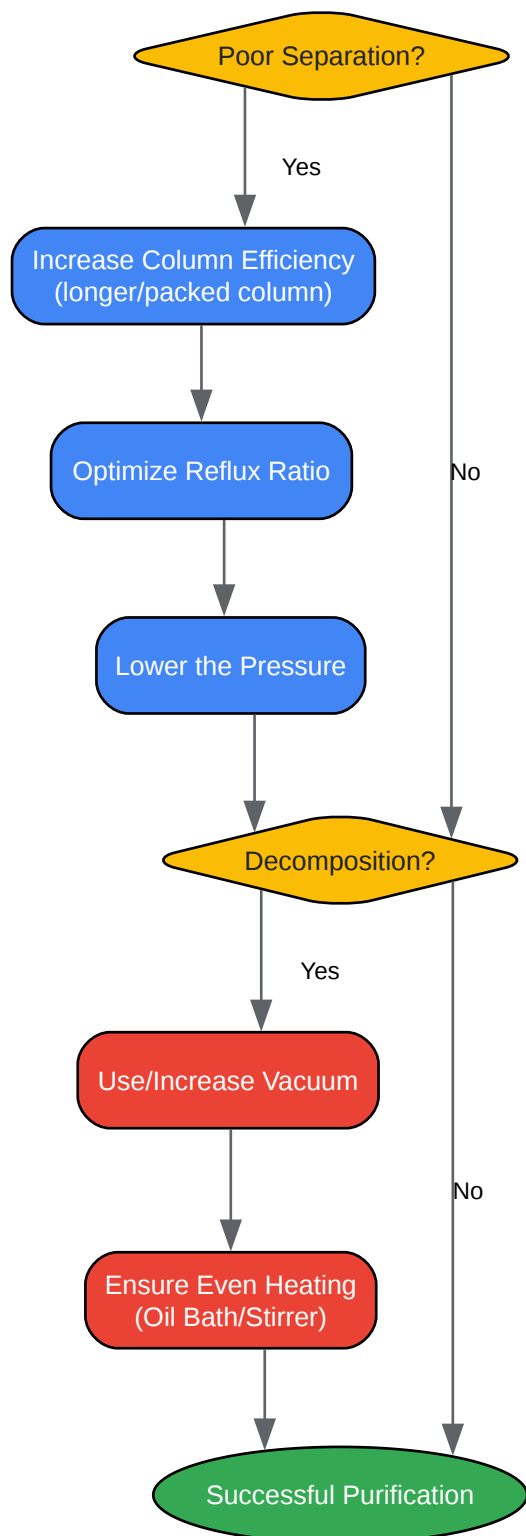 Poor Separation?
Yes
Increase Column Efficiency
(longer/packed column)
Optimize Reflux Ratio
No
Lower the Pressure
Decomposition?
Yes
Use/Increase Vacuum
No
Ensure Even Heating
(Oil Bath/Stirrer)
Successful Purification